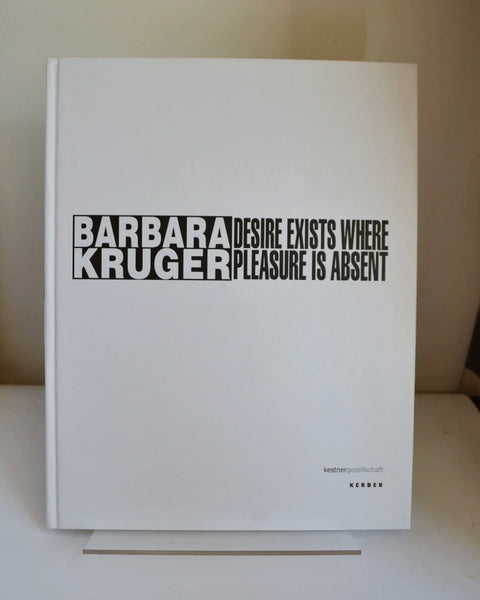 BARBARA
KRUGER
DESIRE EXISTS WHERE
PLEASURE IS ABSENT
kestnergesellschaft
KERBER